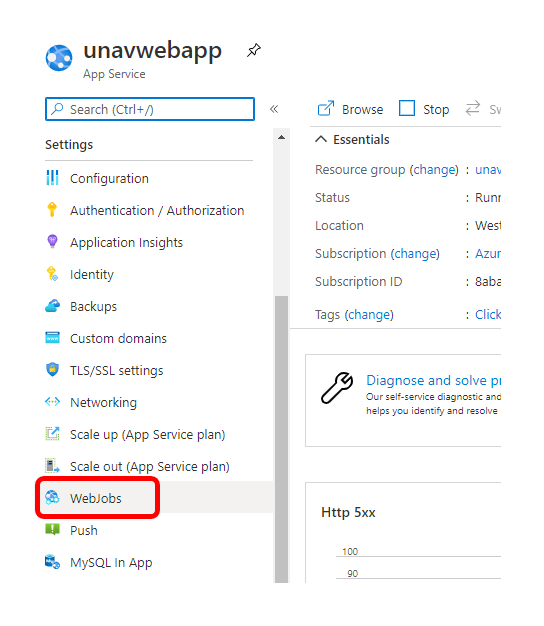 unavwebapp
App Service
Search (Ctrl+/)
Settings
Configuration
Authentication / Authorization
Application Insights
Identity
Backups
Custom domains
TLS/SSL settings
Networking
Scale up (App Service plan)
Scale out (App Service plan)
WebJobs
Push
MySQL In App
Browse Stop Sw
Essentials
Resource group (change) : unav
Status : Runn
Location : West
Subscription (change) : Azur
Subscription ID : 8aba
Tags (change) : Click
Diagnose and solve pr
Our self-service diagnostic and
helps you identify and resolve
Http 5xx
100
90